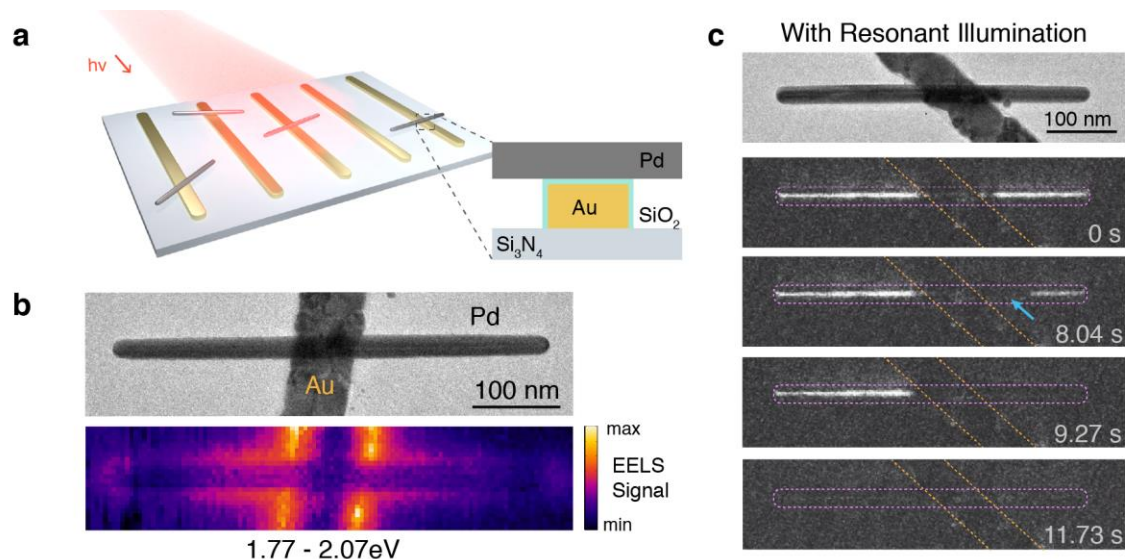 a
hν
Pd
Au
SiO₂
Si₃N₄
b
Pd
Au
100 nm
max
EELS
Signal
min
1.77 - 2.07eV
c
With Resonant Illumination
100 nm
0 s
8.04 s
9.27 s
11.73 s